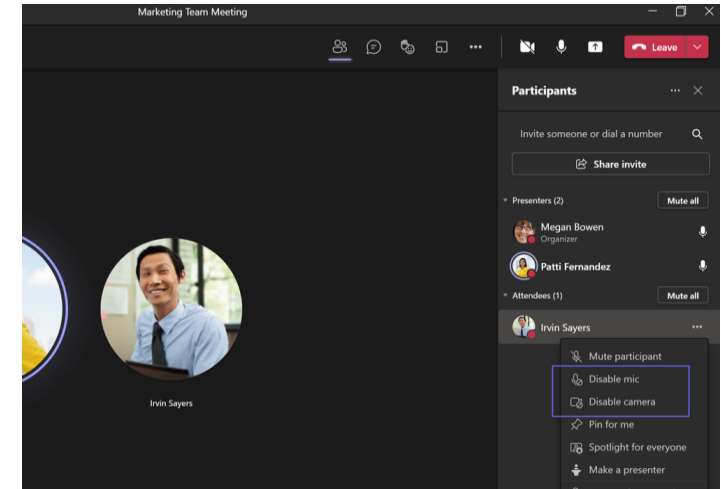 Marketing Team Meeting
Leave
Participants
Invite someone or dial a number
Share invite
Presenters (2)
Mute all
Megan Bowen
Organizer
Patti Fernandez
Attendees (1)
Mute all
Irvin Sayers
Mute participant
Disable mic
Disable camera
Pin for me
Spotlight for everyone
Make a presenter
Irvin Sayers